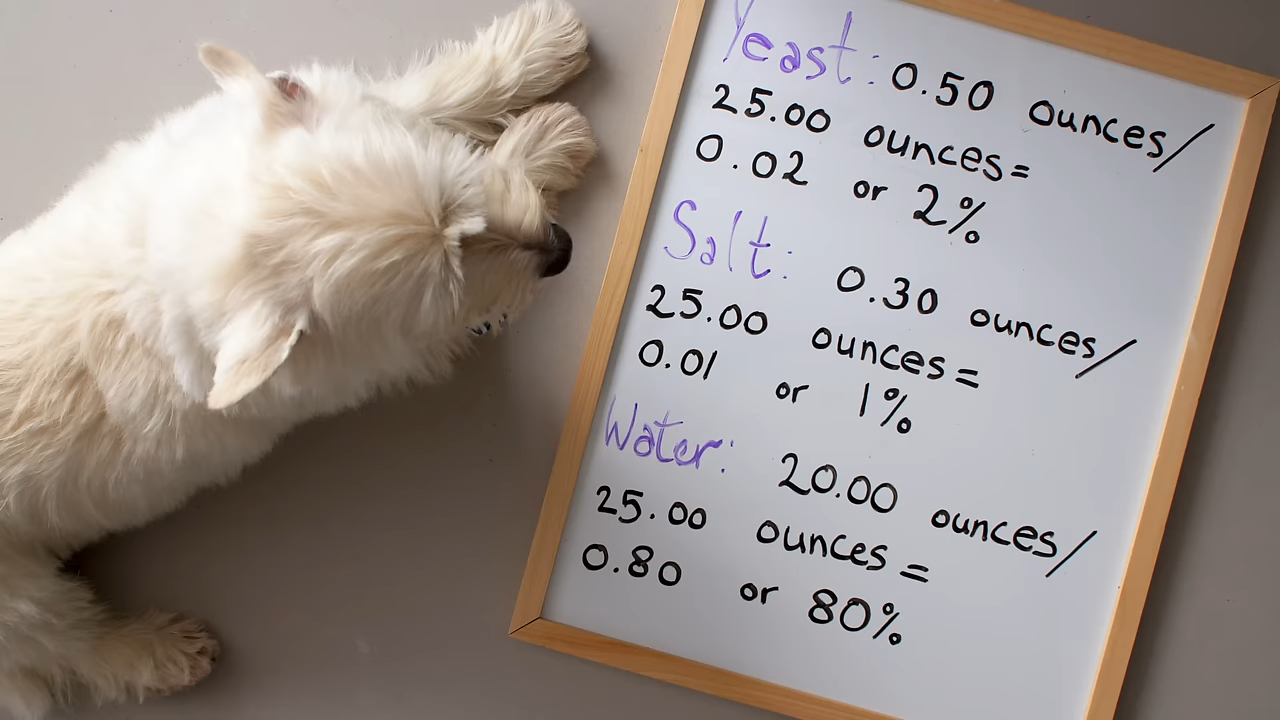 Yeast: 0.50 ounces/
25.00 ounces=
0.02 or 2%
Salt: 0.30 ounces/
25.00 ounces=
0.01 or 1%
Water: 20.00 ounces/
25.00 ounces=
0.80 or 80%